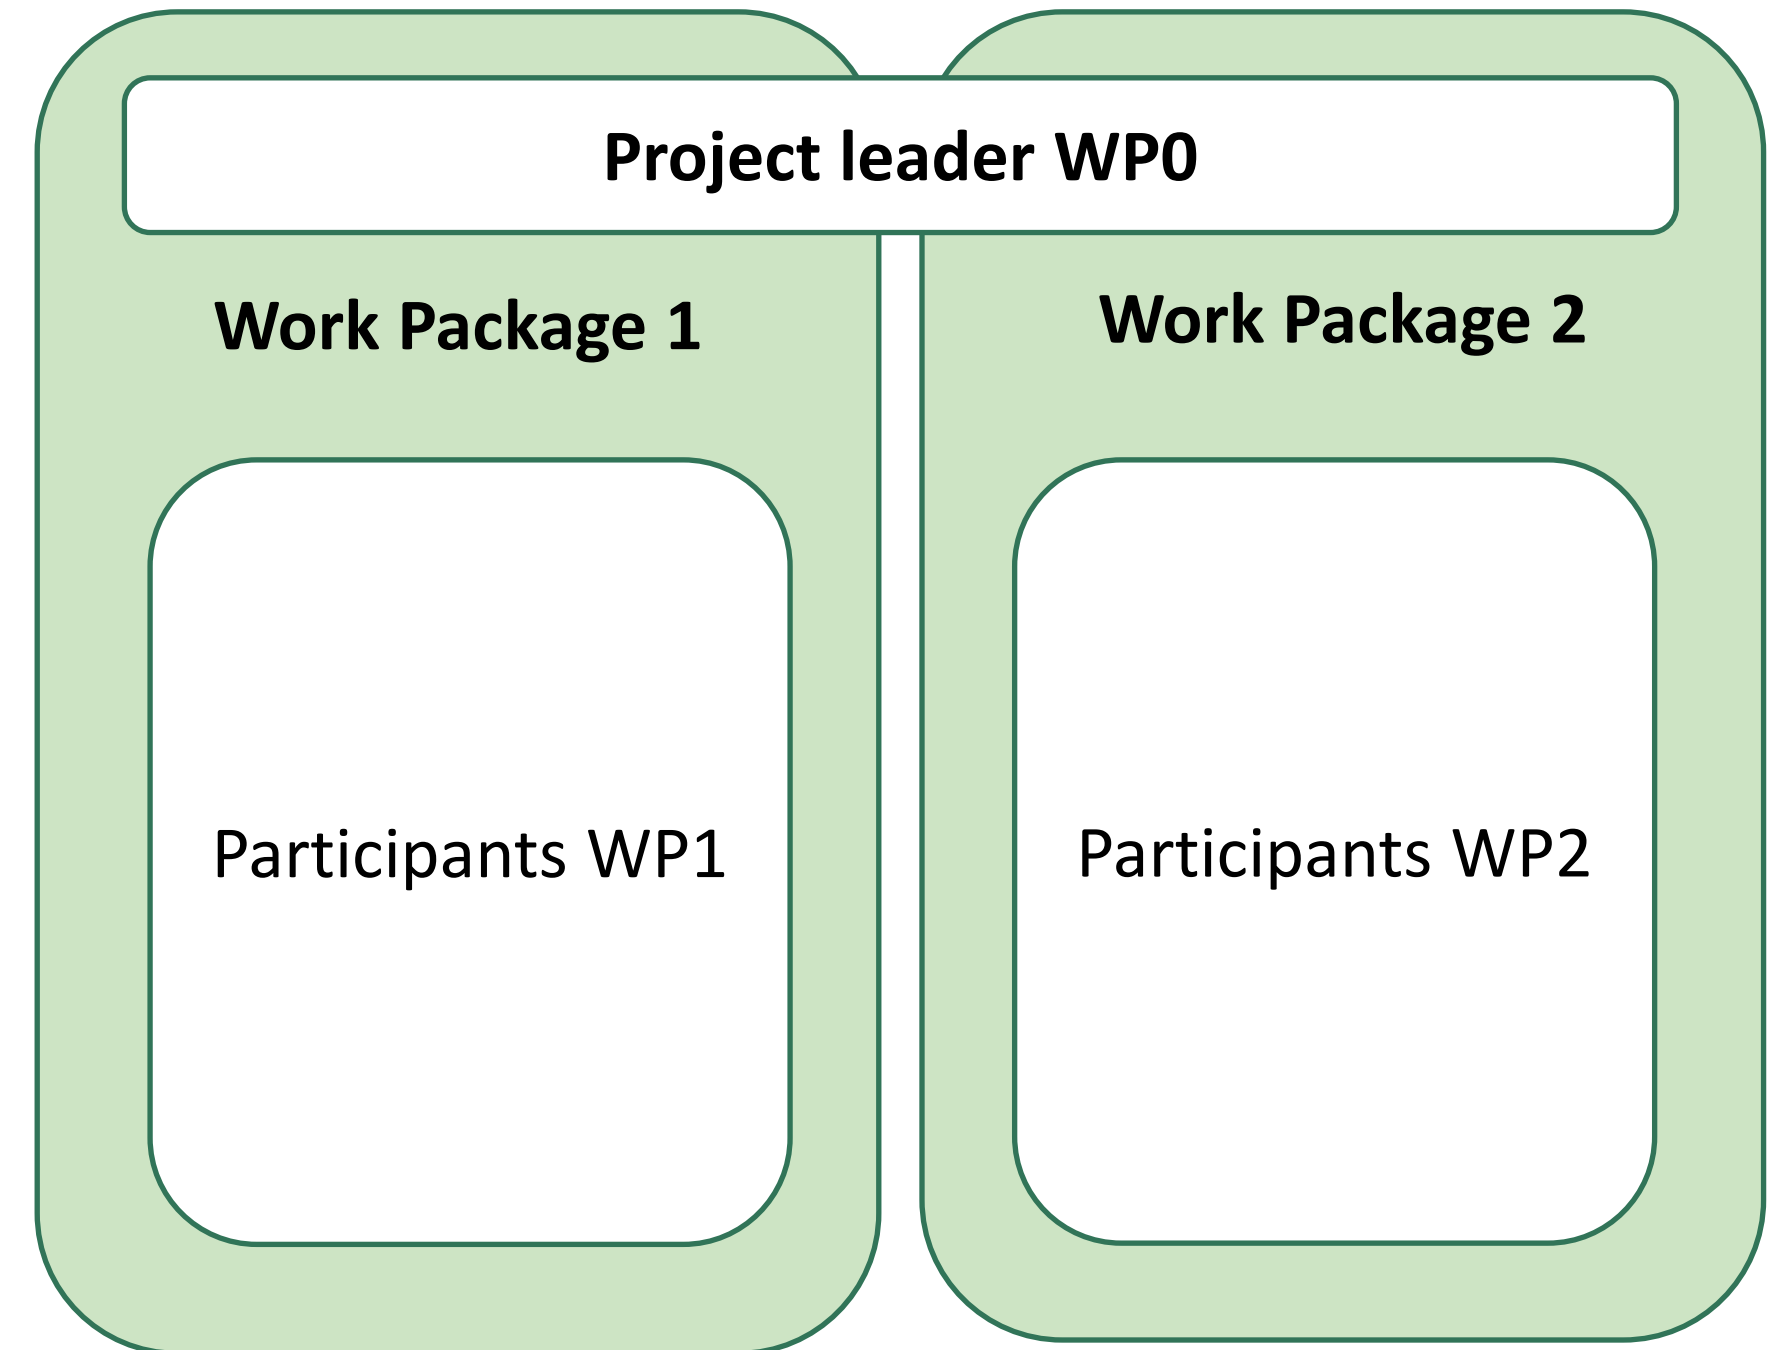 Project leader WP0
Work Package 1
Work Package 2
Participants WP1
Participants WP2